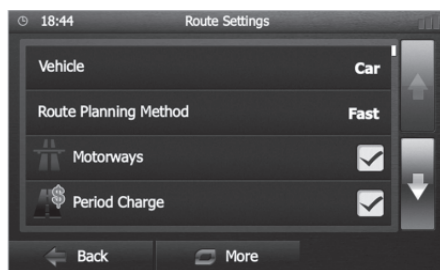 18:44 Route Settings
Vehicle Car
Route Planning Method Fast
Motorways
Period Charge
Back More